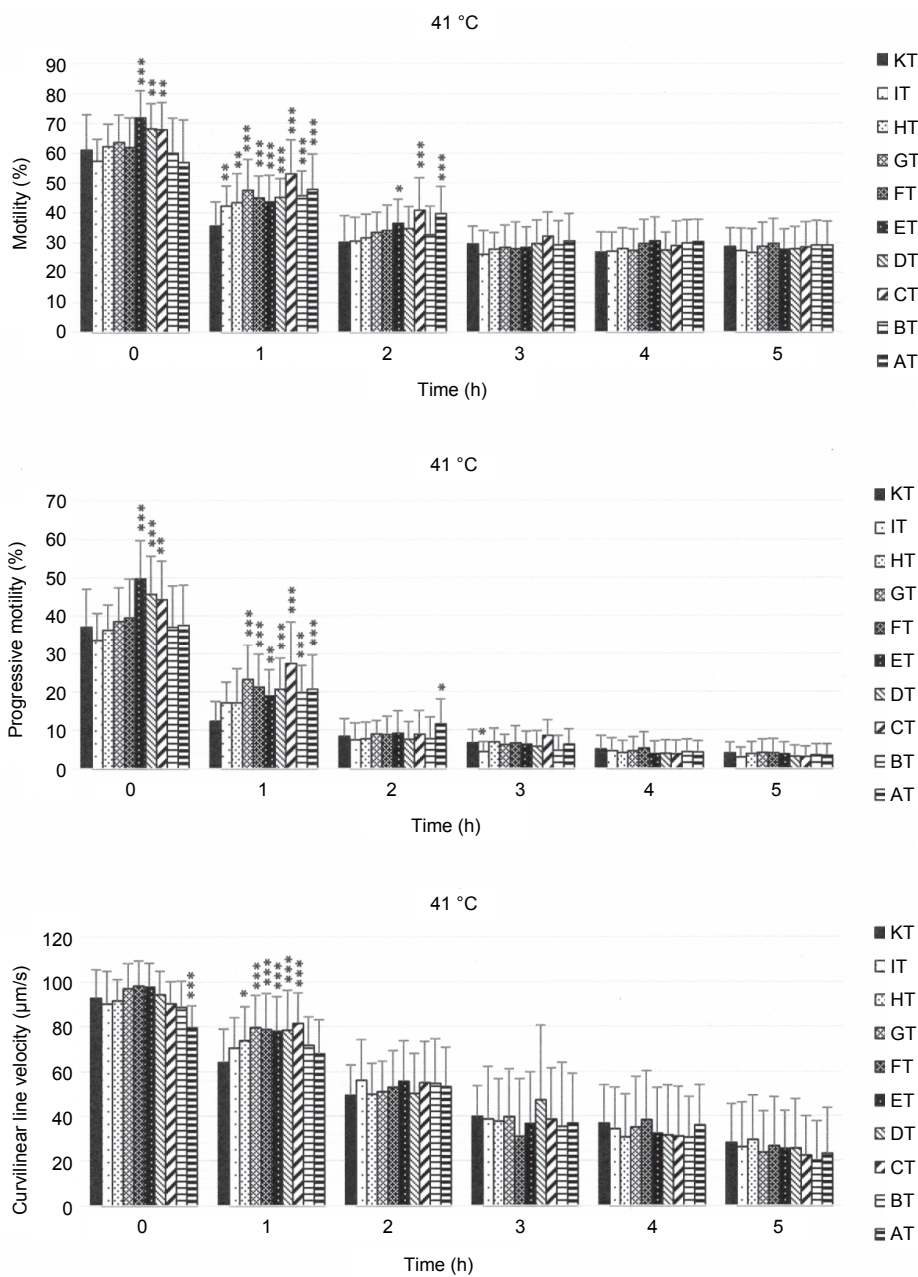 41 °C
Motility (%)
90
80
70
60
50
40
30
20
10
0
*** ** **
** ** *** *** *** *** *** *** ***
* *** ***
0 1 2 3 4 5
Time (h)
KT
IT
HT
GT
FT
ET
DT
CT
BT
AT
41 °C
Progressive motility (%)
70
60
50
40
30
20
10
0
*** *** **
*** *** ** *** *** *** ***
*
*
0 1 2 3 4 5
Time (h)
KT
IT
HT
GT
FT
ET
DT
CT
BT
AT
41 °C
Curvilinear line velocity (µm/s)
120
100
80
60
40
20
0
***
* *** *** *** *** ***
0 1 2 3 4 5
Time (h)
KT
IT
HT
GT
FT
ET
DT
CT
BT
AT